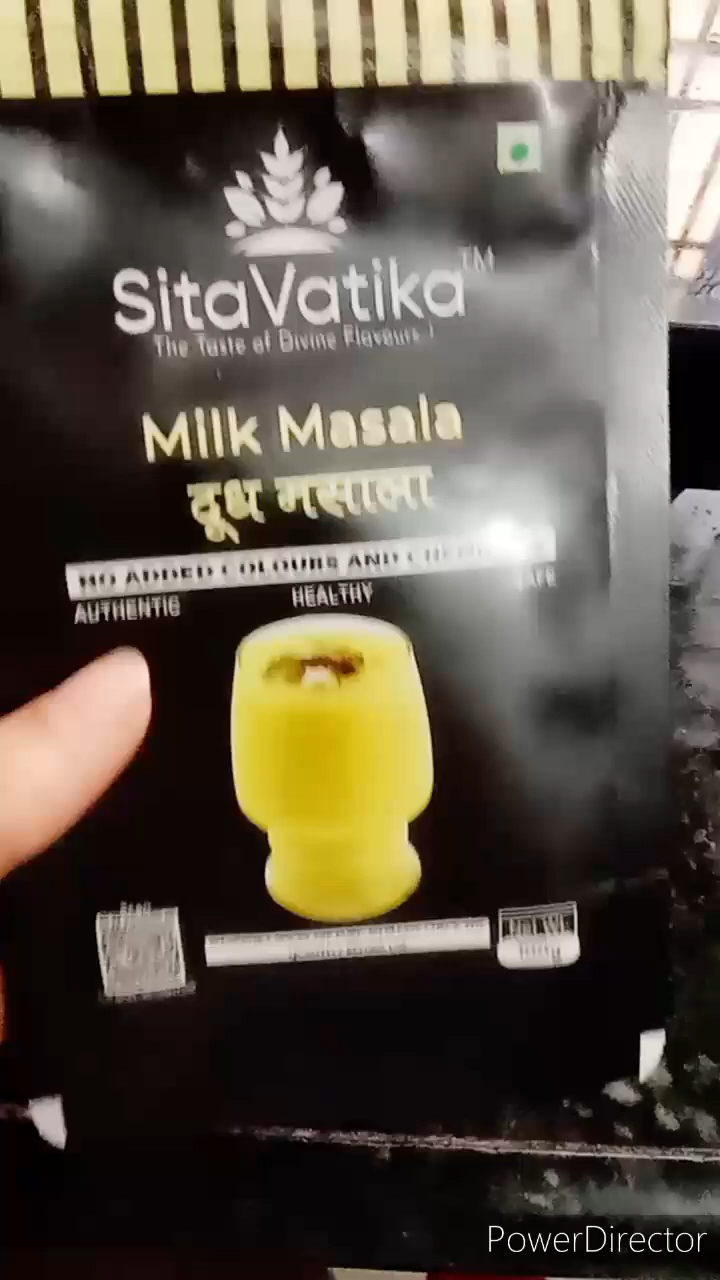 SitaVatika™
The Taste of Divine Flavours !
Milk Masala
दूध मसाला
NO ADDED COLOURS AND
AUTHENTIC HEALTHY
PowerDirector